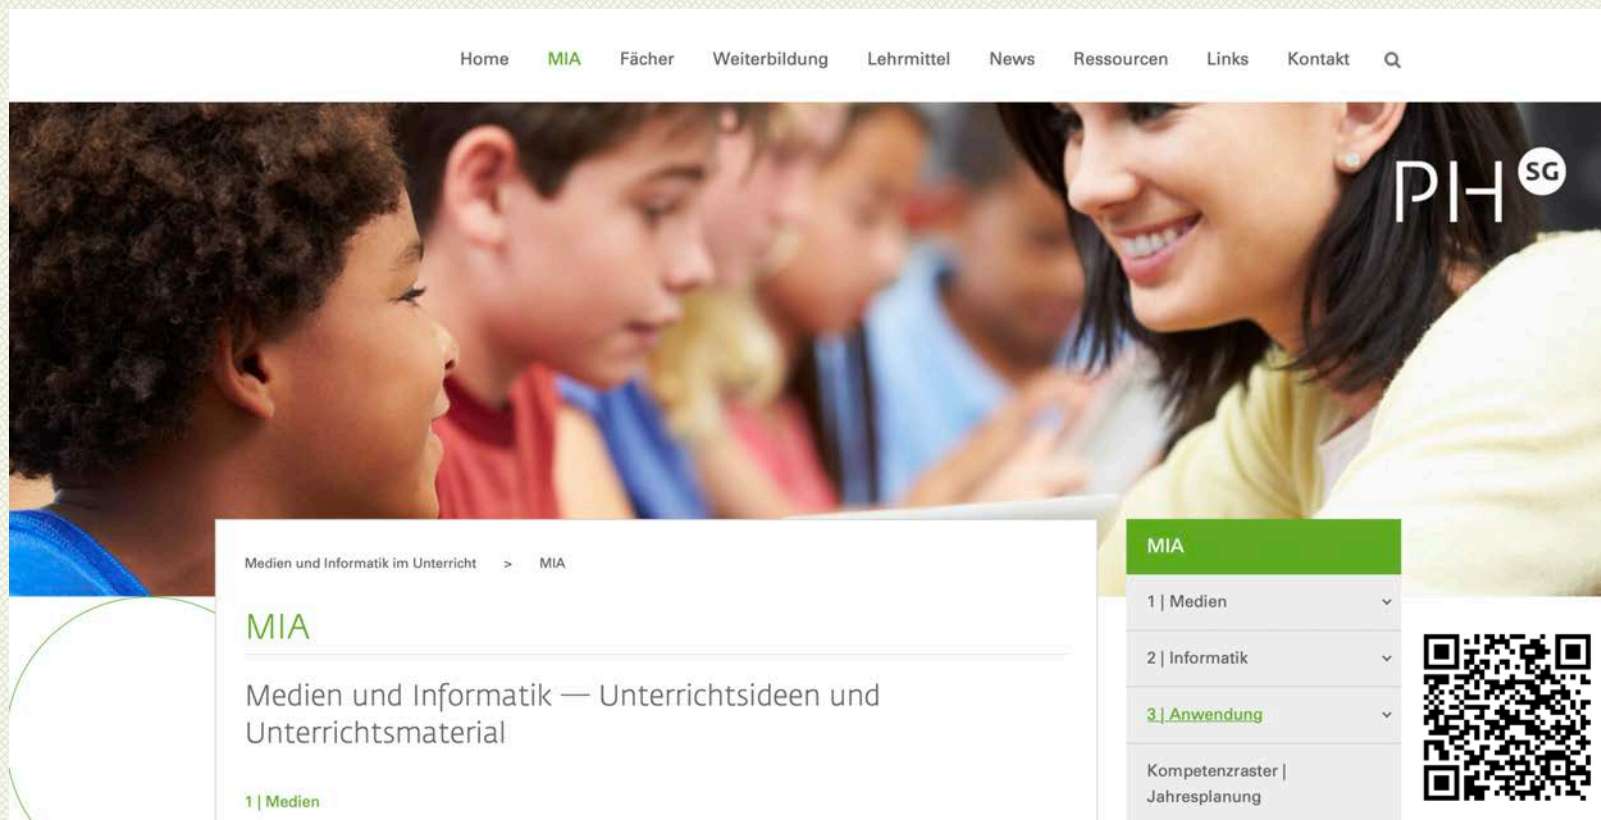 Home MIA Fächer Weiterbildung Lehrmittel News Ressourcen Links Kontakt
PH SG
Medien und Informatik im Unterricht > MIA
MIA
Medien und Informatik — Unterrichtsideen und
Unterrichtsmaterial
1 | Medien
MIA
1 | Medien
2 | Informatik
3 | Anwendung
Kompetenzraster |
Jahresplanung